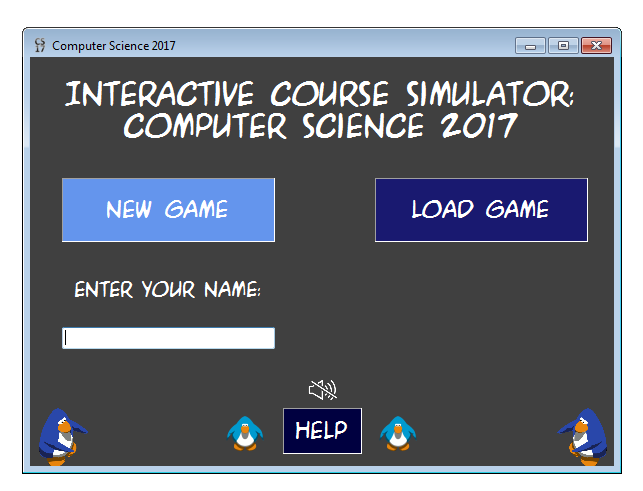 Computer Science 2017
INTERACTIVE COURSE SIMULATOR:
COMPUTER SCIENCE 2017
NEW GAME
LOAD GAME
ENTER YOUR NAME:
HELP